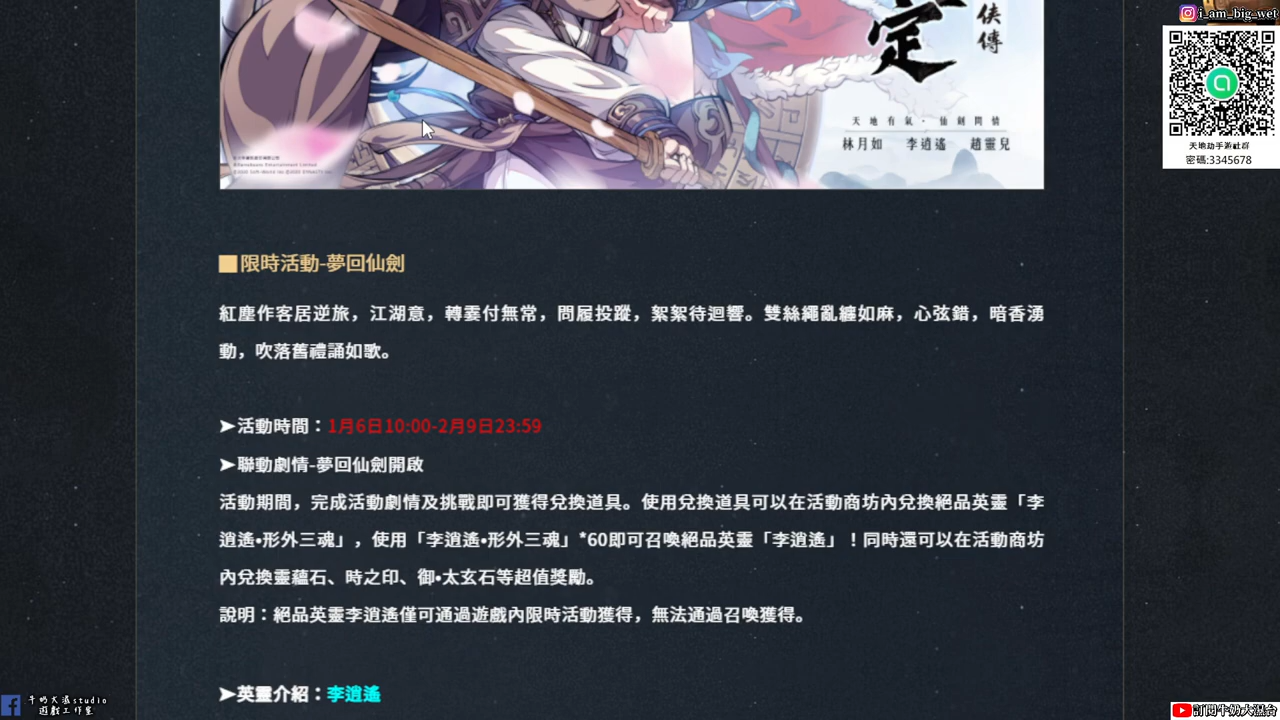 i_am_big_wet
俠傳
定
天地有氣·仙劍問情
林月如 李逍遙 趙靈兒
天地劫手游社群
密碼:3345678
■限時活動-夢回仙劍
紅塵作客居逆旅，江湖意，轉霎付無常，問履投蹤，絮絮待迴響。雙絲繩亂纏如麻，心弦錯，暗香湧
動，吹落舊禮誦如歌。
➤活動時間：1月6日10:00-2月9日23:59
➤聯動劇情-夢回仙劍開啟
活動期間，完成活動劇情及挑戰即可獲得兌換道具。使用兌換道具可以在活動商坊內兌換絕品英靈「李
逍遙•形外三魂」，使用「李逍遙•形外三魂」*60即可召喚絕品英靈「李逍遙」！同時還可以在活動商坊
內兌換靈蘊石、時之印、御•太玄石等超值獎勵。
說明：絕品英靈李逍遙僅可通過遊戲內限時活動獲得，無法通過召喚獲得。
➤英靈介紹：李逍遙
牛奶大濕studio
遊戲工作室
訂閱牛奶大濕台